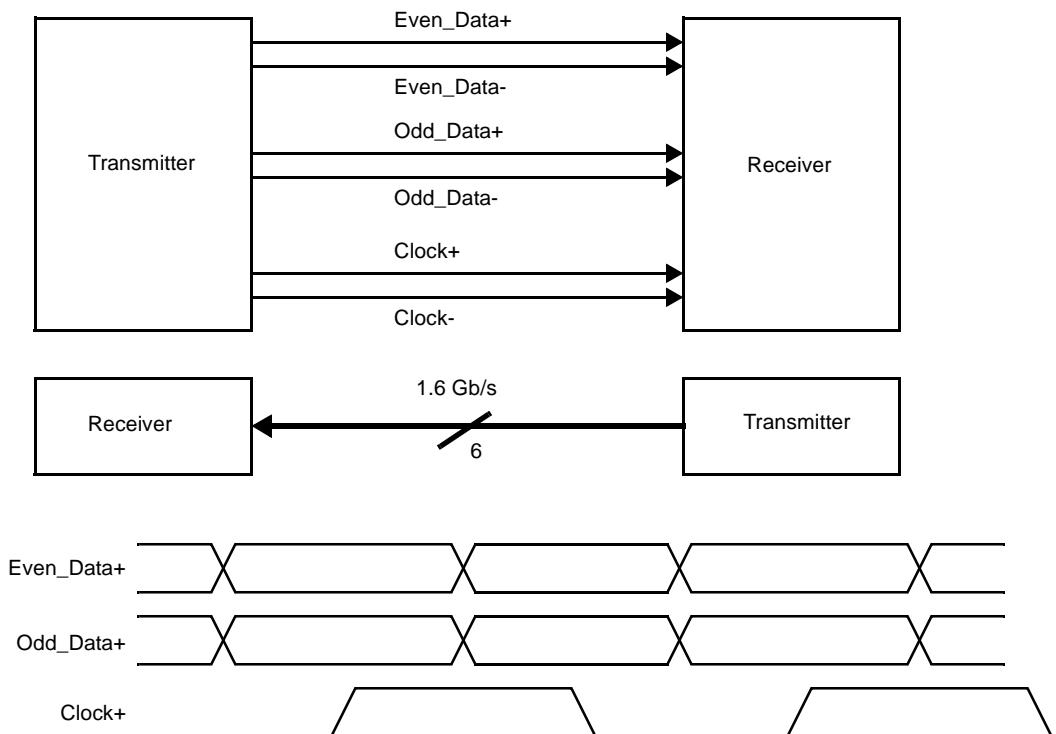 Even_Data+
Even_Data-
Odd_Data+
Transmitter
Receiver
Odd_Data-
Clock+
Clock-
1.6 Gb/s
Receiver
Transmitter
6
Even_Data+
Odd_Data+
Clock+